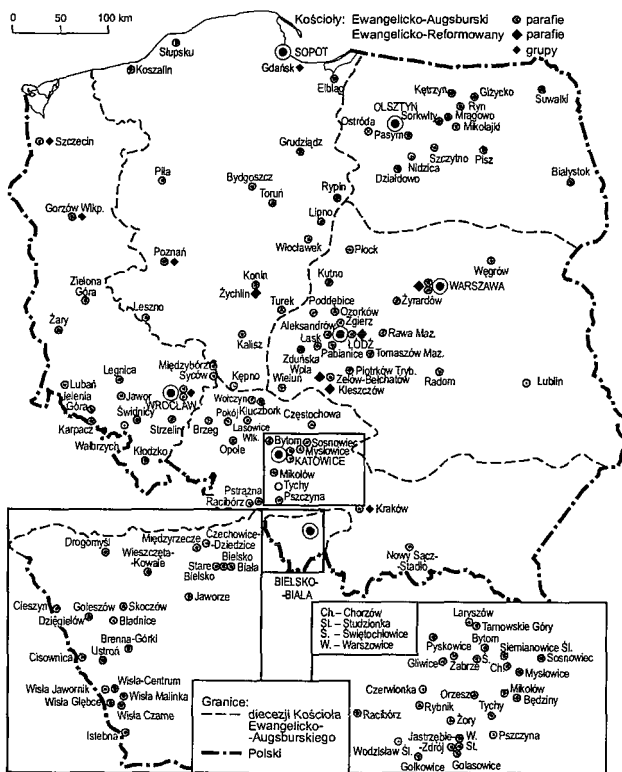 0 50 100 km
Kościoły: Ewangelicko-Augsburski parafie
Ewangelicko-Reformowany parafie
grupy
Słupsku
SOPOT
Koszalin
Gdańsk
Elbląg
Kętrzyn
Giżycko
Suwałki
OLSZTYN
Ryn
Ostróda
Sorkwity
Mrągowo
Pasym
Mikołajki
Szczecin
Grudziądz
Szczytno
Pisz
Nidzica
Działdowo
Piła
Bydgoszcz
Toruń
Rypin
Białystok
Gorzów Wlkp.
Lipno
Włocławek
Płock
Poznań
Węgrów
Konin
Kutno
WARSZAWA
Zielona
Góra
Żychlin
Poddębice
Żyrardów
Leszno
Turek
Ozorków
Aleksandrów
Zgierz
Żary
Kalisz
Łask
ŁÓDŹ
Rawa Maz.
Pabianice
Zduńska
Wola
Tomaszów Maz.
Międzybórz
Syców
Legnica
Kępno
Wieluń
Piotrków Tryb.
Lubań
Zelów-Bełchatów
Radom
Lublin
Jelenia
Góra
Jawor
WROCŁAW
Kleszczów
Wołczyn
Kluczbork
Świdnicy
Pokój
Częstochowa
Karpacz
Strzelin
Brzeg
Lasowice
Wlk.
Wałbrzych
Opole
Bytom
Sosnowiec
Kłodzko
Mysłowice
KATOWICE
Mikołów
Tychy
Pstrążna
Pszczyna
Racibórz
Kraków
Nowy Sącz-
Stadło
BIELSKO-
-BIAŁA
Drogomyśl
Międzyrzecze
Czechowice-
-Dziedzice
Wieszczęta-
-Kowale
Bielsko
Stare
Bielsko
Biała
Jaworze
Cieszyn
Goleszów
Skoczów
Dzięgielów
Bładnice
Brenna-Górki
Cisownica
Ustroń
Wisła Jawornik
Wisła-Centrum
Wisła Malinka
Wisła Głębce
Wisła Czarne
Istebna
Granice:
diecezji Kościoła
Ewangelicko-
-Augsburskiego
Polski
Ch. – Chorzów
Sl. – Studzionka
Ś. – Świętochłowice
W. – Warszowice
Laryszów
Tarnowskie Góry
Bytom
Pyskowice
Siemianowice Śl.
Ś.
Sosnowiec
Gliwice
Zabrze
Ch.
Mysłowice
Czerwionka
Mikołów
Orzesze
Będziny
Racibórz
Rybnik
Tychy
Żory
Jastrzębie-
-Zdrój
W.
Pszczyna
Wodzisław Śl.
St.
Gołkowice
Golasowice